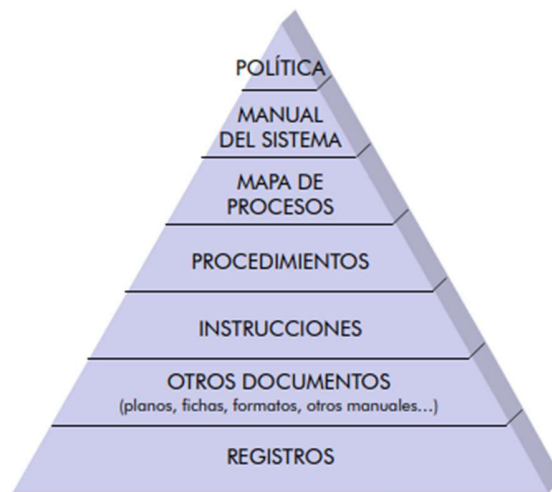 POLÍTICA
MANUAL
DEL SISTEMA
MAPA DE
PROCESOS
PROCEDIMIENTOS
INSTRUCCIONES
OTROS DOCUMENTOS
(planos, fichas, formatos, otros manuales...)
REGISTROS